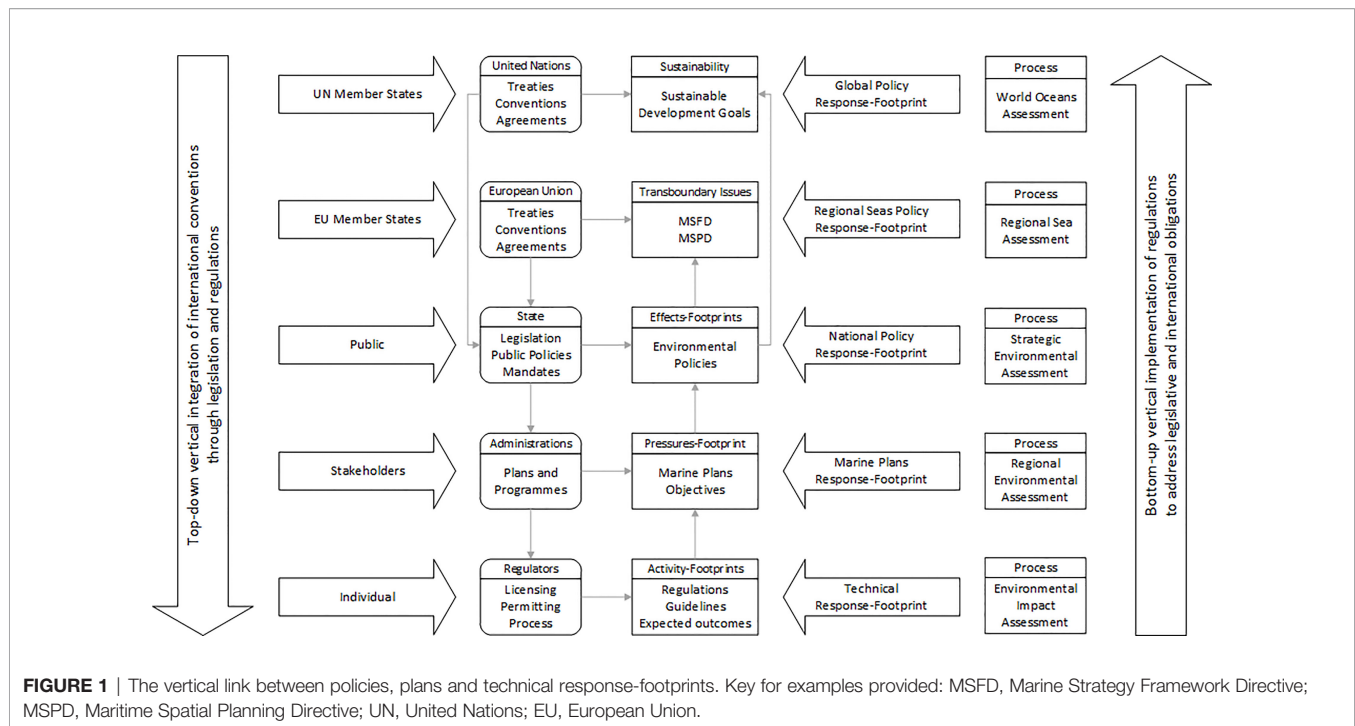 Top-down vertical integration of international conventions
through legislation and regulations
UN Member States
United Nations
Treaties
Conventions
Agreements
Sustainability
Sustainable
Development Goals
Global Policy
Response-Footprint
Process
World Oceans
Assessment
EU Member States
European Union
Treaties
Conventions
Agreements
Transboundary Issues
MSFD
MSPD
Regional Seas Policy
Response-Footprint
Process
Regional Sea
Assessment
Public
State
Legislation
Public Policies
Mandates
Effects-Footprints
Environmental
Policies
National Policy
Response-Footprint
Process
Strategic
Environmental
Assessment
Stakeholders
Administrations
Plans and
Programmes
Pressures-Footprint
Marine Plans
Objectives
Marine Plans
Response-Footprint
Process
Regional
Environmental
Assessment
Individual
Regulators
Licensing
Permitting
Process
Activity-Footprints
Regulations
Guidelines
Expected outcomes
Technical
Response-Footprint
Process
Environmental
Impact
Assessment
Bottom-up vertical implementation of regulations
to address legislative and international obligations
FIGURE 1 | The vertical link between policies, plans and technical response-footprints. Key for examples provided: MSFD, Marine Strategy Framework Directive;
MSPD, Maritime Spatial Planning Directive; UN, United Nations; EU, European Union.